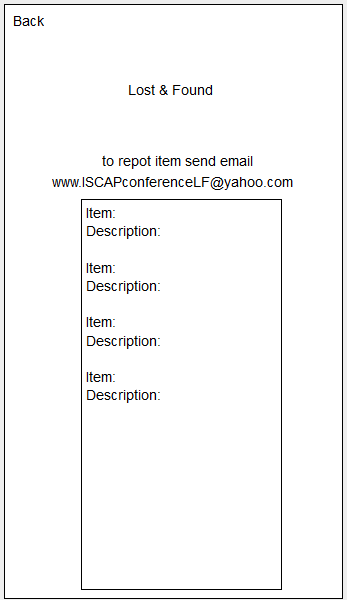 Back
Lost & Found
to repot item send email
www.ISCAPconferenceLF@yahoo.com
Item:
Description:
Item:
Description:
Item:
Description:
Item:
Description: